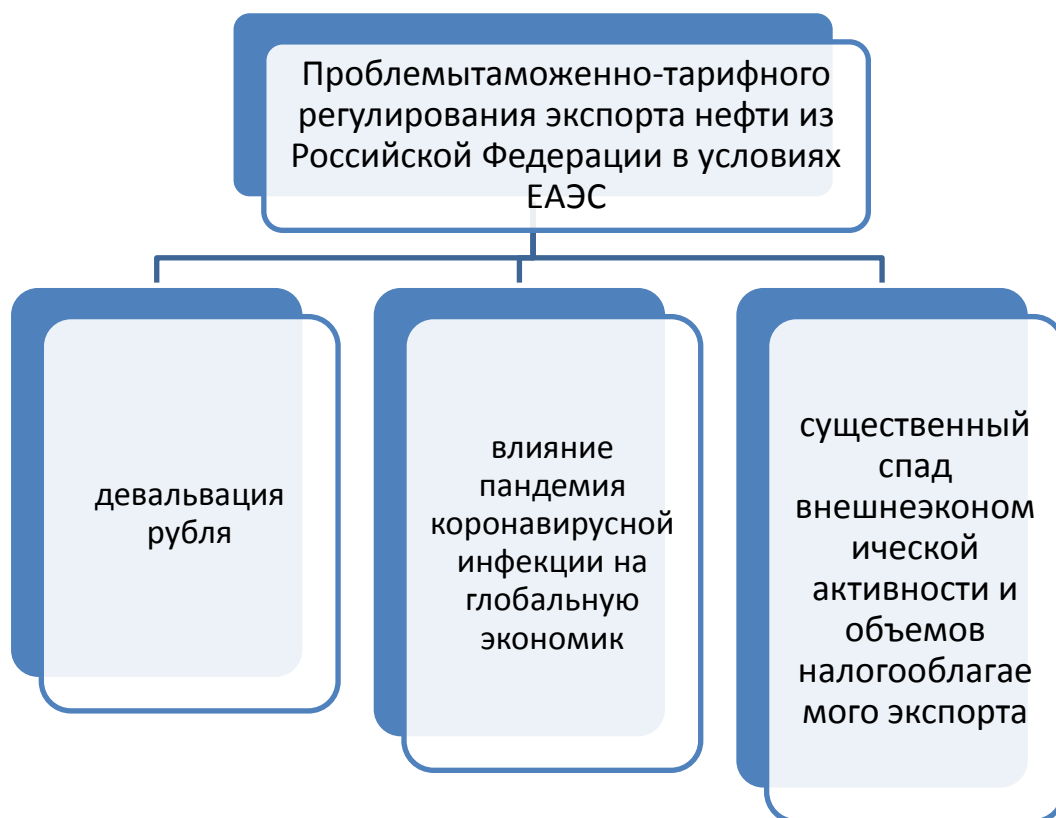 Проблемытаможенно-тарифного
регулирования экспорта нефти из
Российской Федерации в условиях
ЕАЭС
девальвация
рубля
влияние
пандемия
коронавирусной
инфекции на
глобальную
экономик
существенный
спад
внешнеэконом
ической
активности и
объемов
налогооблагае
мого экспорта